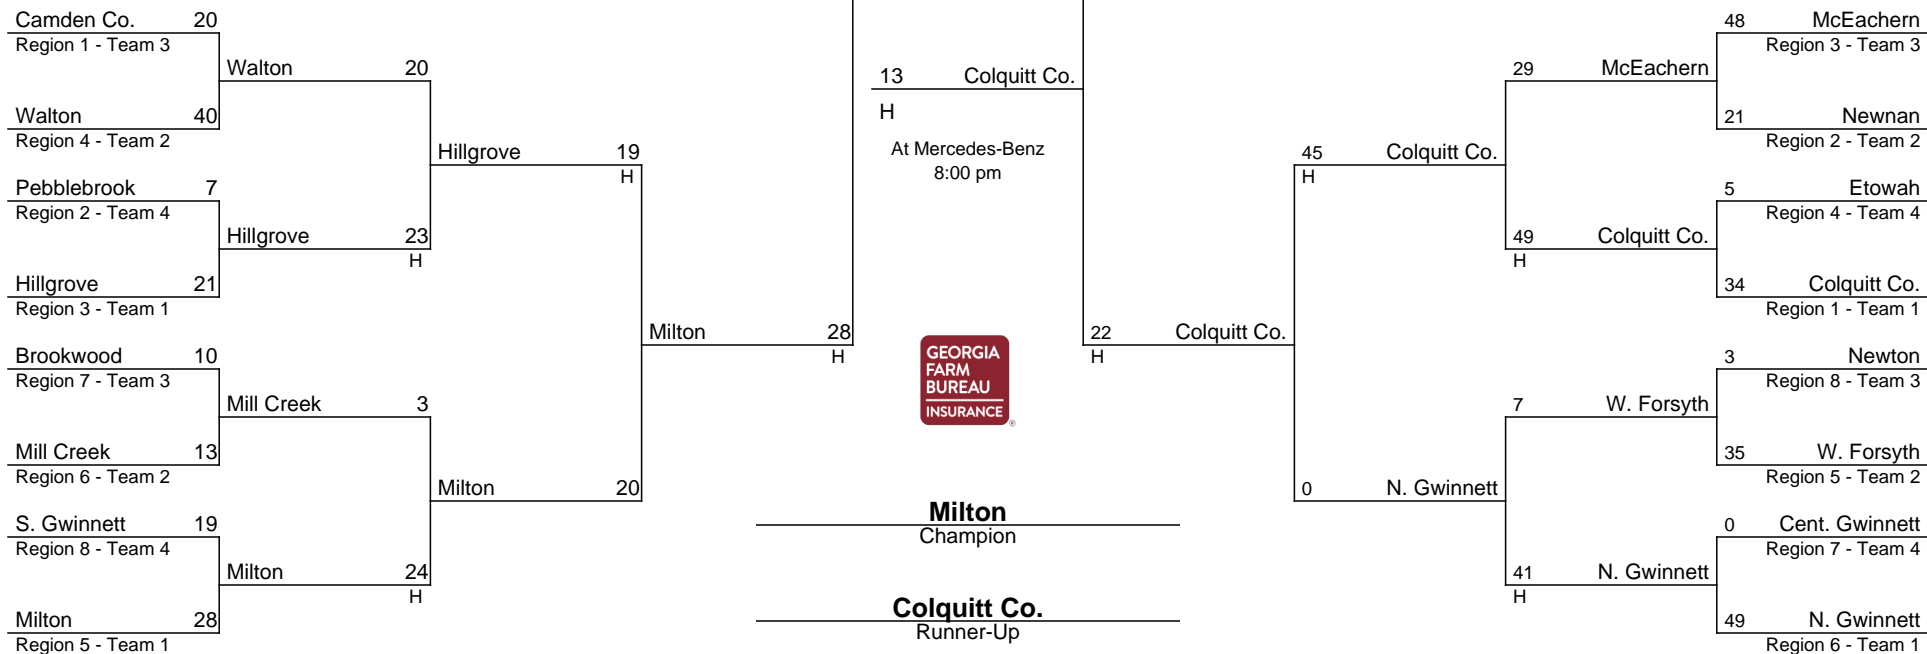 Camden Co. 20
Region 1 - Team 3
Walton 20
Walton 40
Region 4 - Team 2
Hillgrove 19
H
Pebblebrook 7
Region 2 - Team 4
Hillgrove 23
H
Hillgrove 21
Region 3 - Team 1
Milton 28
H
Brookwood 10
Region 7 - Team 3
Mill Creek 3
Mill Creek 13
Region 6 - Team 2
Milton 20
S. Gwinnett 19
Region 8 - Team 4
Milton 24
H
Milton 28
Region 5 - Team 1
13 Colquitt Co.
H
At Mercedes-Benz
8:00 pm
GEORGIA
FARM
BUREAU
INSURANCE
®
Milton
Champion
Colquitt Co.
Runner-Up
48 McEachern
Region 3 - Team 3
29 McEachern
21 Newnan
Region 2 - Team 2
45 Colquitt Co.
H
5 Etowah
Region 4 - Team 4
49 Colquitt Co.
H
34 Colquitt Co.
Region 1 - Team 1
22 Colquitt Co.
H
3 Newton
Region 8 - Team 3
7 W. Forsyth
35 W. Forsyth
Region 5 - Team 2
0 N. Gwinnett
0 Cent. Gwinnett
Region 7 - Team 4
41 N. Gwinnett
H
49 N. Gwinnett
Region 6 - Team 1